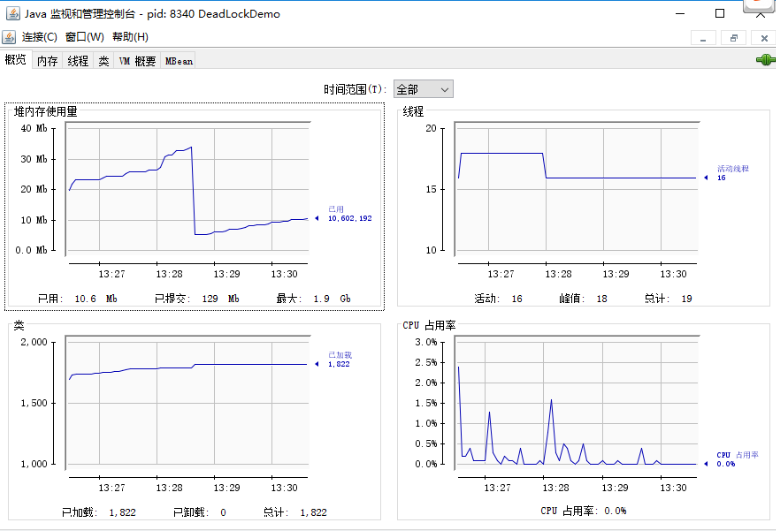 Java 监视和管理控制台 - pid: 8340 DeadLockDemo
连接(C) 窗口(W) 帮助(H)
概览 内存 线程 类 VM 概要 MBean
时间范围(T): 全部
堆内存使用量
40 Mb
30 Mb
20 Mb
10 Mb
0.0 Mb
已用
10,602,192
13:27 13:28 13:29 13:30
已用: 10.6 Mb 已提交: 129 Mb 最大: 1.9 Gb
线程
20
15
10
活动线程
16
13:27 13:28 13:29 13:30
活动: 16 峰值: 18 总计: 19
类
2,000
1,500
1,000
已加载
1,822
13:27 13:28 13:29 13:30
已加载: 1,822 已卸载: 0 总计: 1,822
CPU 占用率
3.0%
2.5%
2.0%
1.5%
1.0%
0.5%
0.0%
CPU 占用率
0.0%
13:27 13:28 13:29 13:30
CPU 占用率: 0.0%